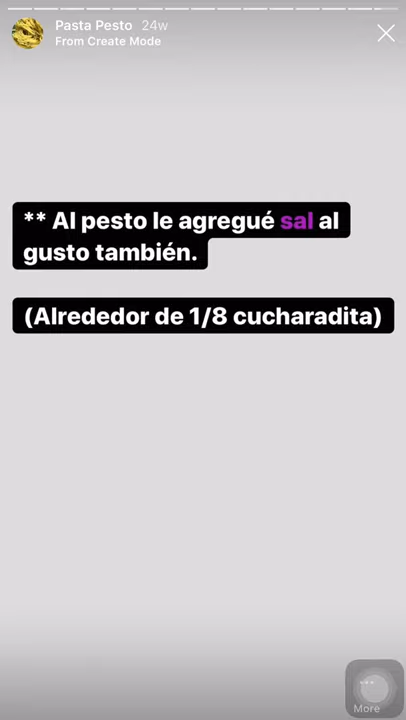 Pasta Pesto 24w
From Create Mode
** Al pesto le agregué sal al
gusto también.
(Alrededor de 1/8 cucharadita)
More